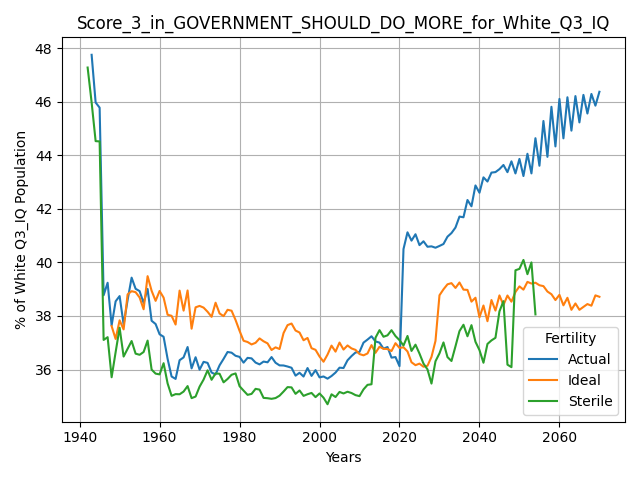 Score_3_in_GOVERNMENT_SHOULD_DO_MORE_for_White_Q3_IQ
% of White Q3_IQ Population
48
46
44
42
40
38
36
1940
1960
1980
2000
2020
2040
2060
Years
Fertility
Actual
Ideal
Sterile